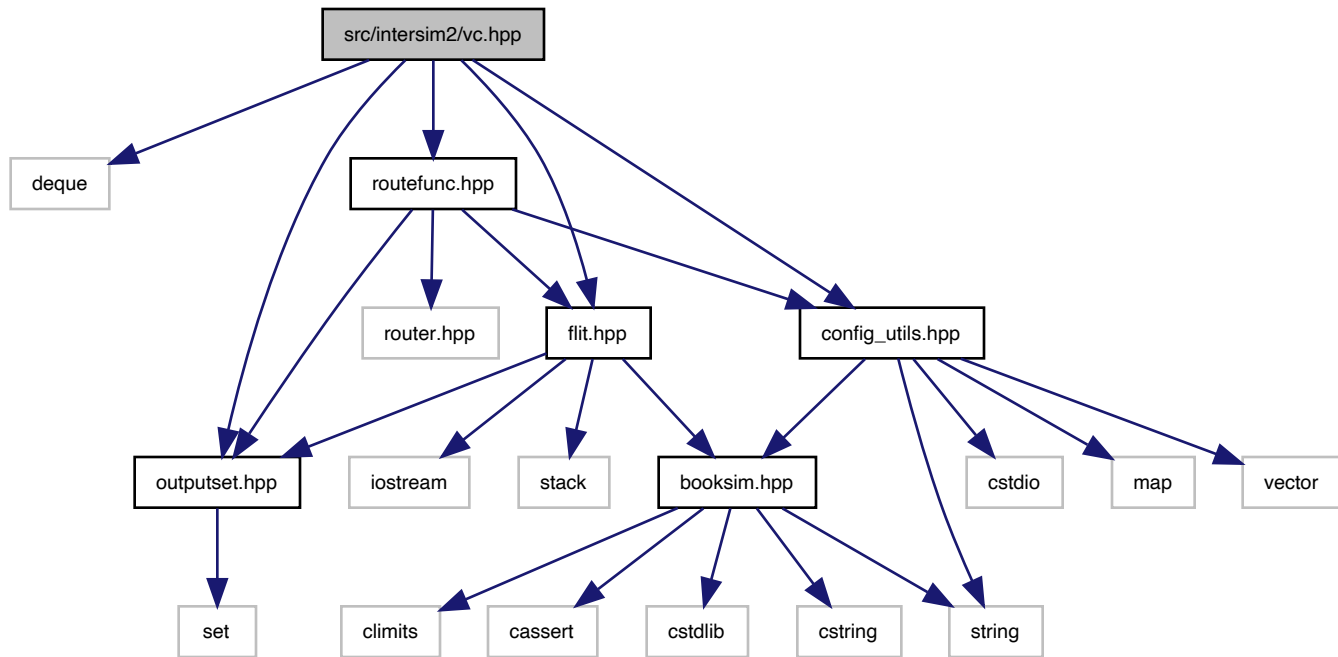 src/intersim2/vc.hpp
deque
routefunc.hpp
router.hpp
flit.hpp
config_utils.hpp
outputset.hpp
iostream
stack
booksim.hpp
cstdio
map
vector
set
climits
cassert
cstdlib
cstring
string